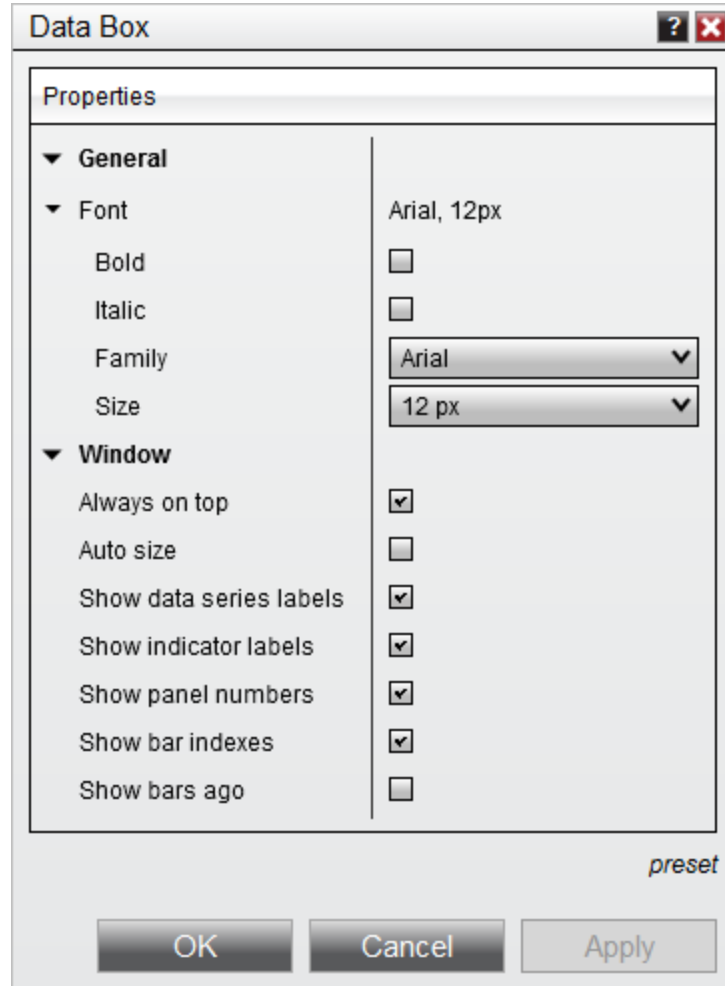 Data Box
?
Properties
General
Font Arial, 12px
Bold
Italic
Family Arial
Size 12 px
Window
Always on top
Auto size
Show data series labels
Show indicator labels
Show panel numbers
Show bar indexes
Show bars ago
preset
OK Cancel Apply